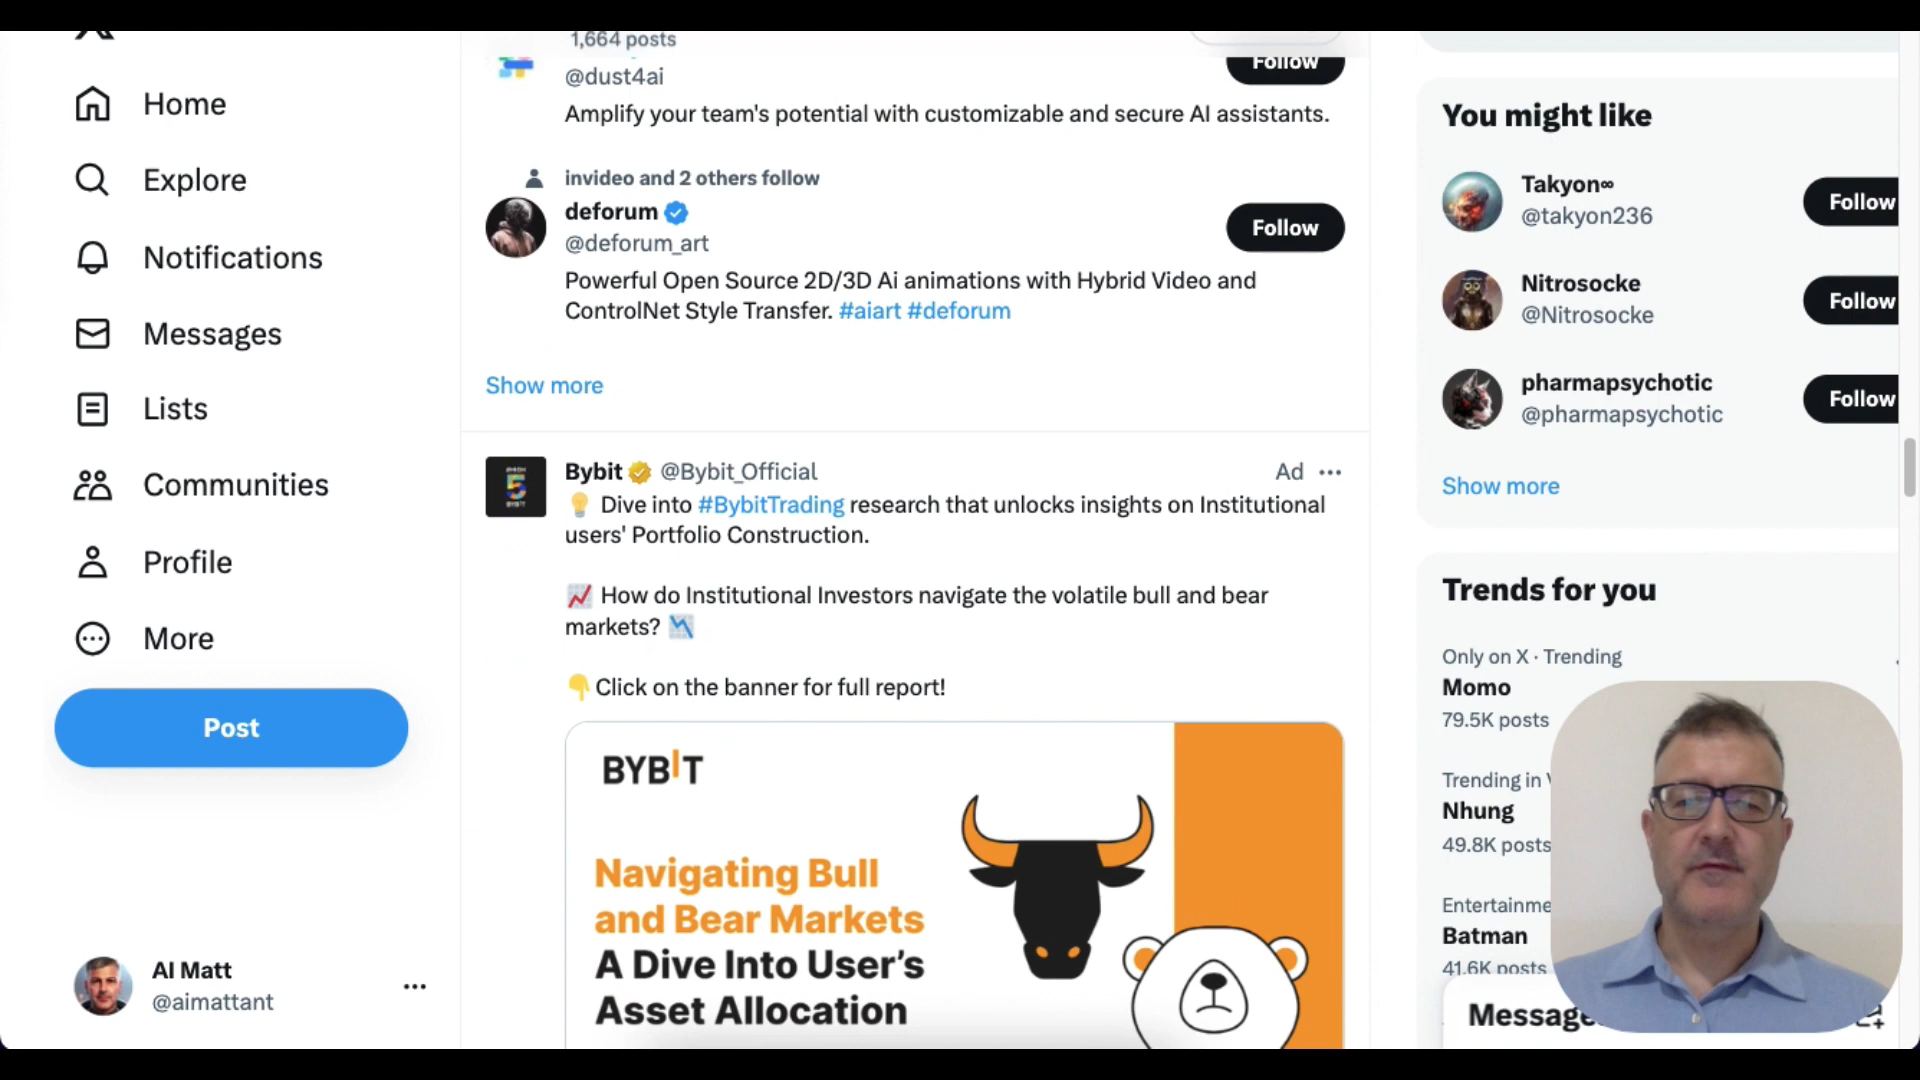 Home
Explore
Notifications
Messages
Lists
Communities
Profile
More
Post
AI Matt
@aimattant
1,664 posts
@dust4ai
Follow
Amplify your team's potential with customizable and secure AI assistants.
invideo and 2 others follow
deforum
@deforum_art
Follow
Powerful Open Source 2D/3D Ai animations with Hybrid Video and
ControlNet Style Transfer. #aiart #deforum
Show more
Bybit @Bybit_Official
Ad
Dive into #BybitTrading research that unlocks insights on Institutional
users' Portfolio Construction.
How do Institutional Investors navigate the volatile bull and bear
markets?
Click on the banner for full report!
BYBIT
Navigating Bull
and Bear Markets
A Dive Into User's
Asset Allocation
You might like
Takyon∞
@takyon236
Follow
Nitrosocke
@Nitrosocke
Follow
pharmapsychotic
@pharmapsychotic
Follow
Show more
Trends for you
Only on X · Trending
Momo
79.5K posts
Trending in
Nhung
49.8K posts
Entertainme
Batman
41.6K posts
Message